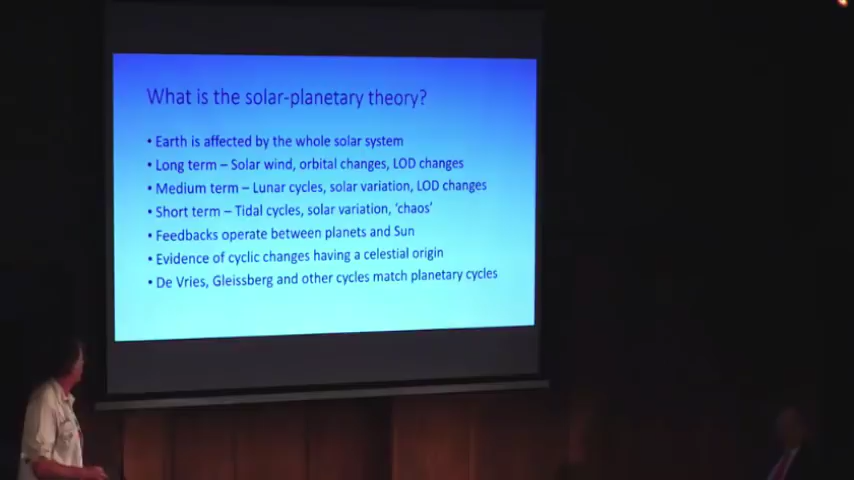 What is the solar-planetary theory?
• Earth is affected by the whole solar system
• Long term – Solar wind, orbital changes, LOD changes
• Medium term – Lunar cycles, solar variation, LOD changes
• Short term – Tidal cycles, solar variation, 'chaos'
• Feedbacks operate between planets and Sun
• Evidence of cyclic changes having a celestial origin
• De Vries, Gleissberg and other cycles match planetary cycles